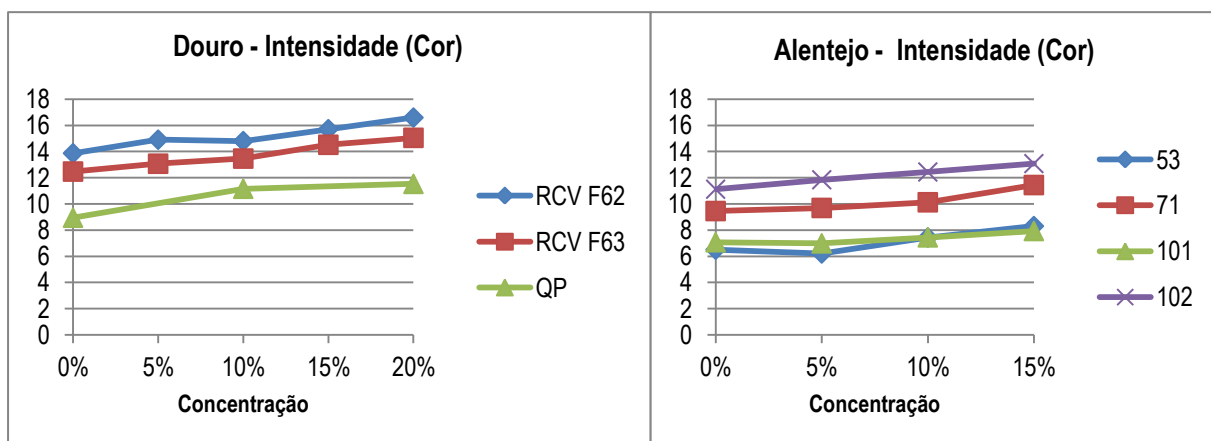 Douro - Intensidade (Cor)
18
16
14
12
10
8
6
4
2
0
0% 5% 10% 15% 20%
Concentração
RCV F62
RCV F63
QP
Alentejo - Intensidade (Cor)
18
16
14
12
10
8
6
4
2
0
0% 5% 10% 15%
Concentração
53
71
101
102